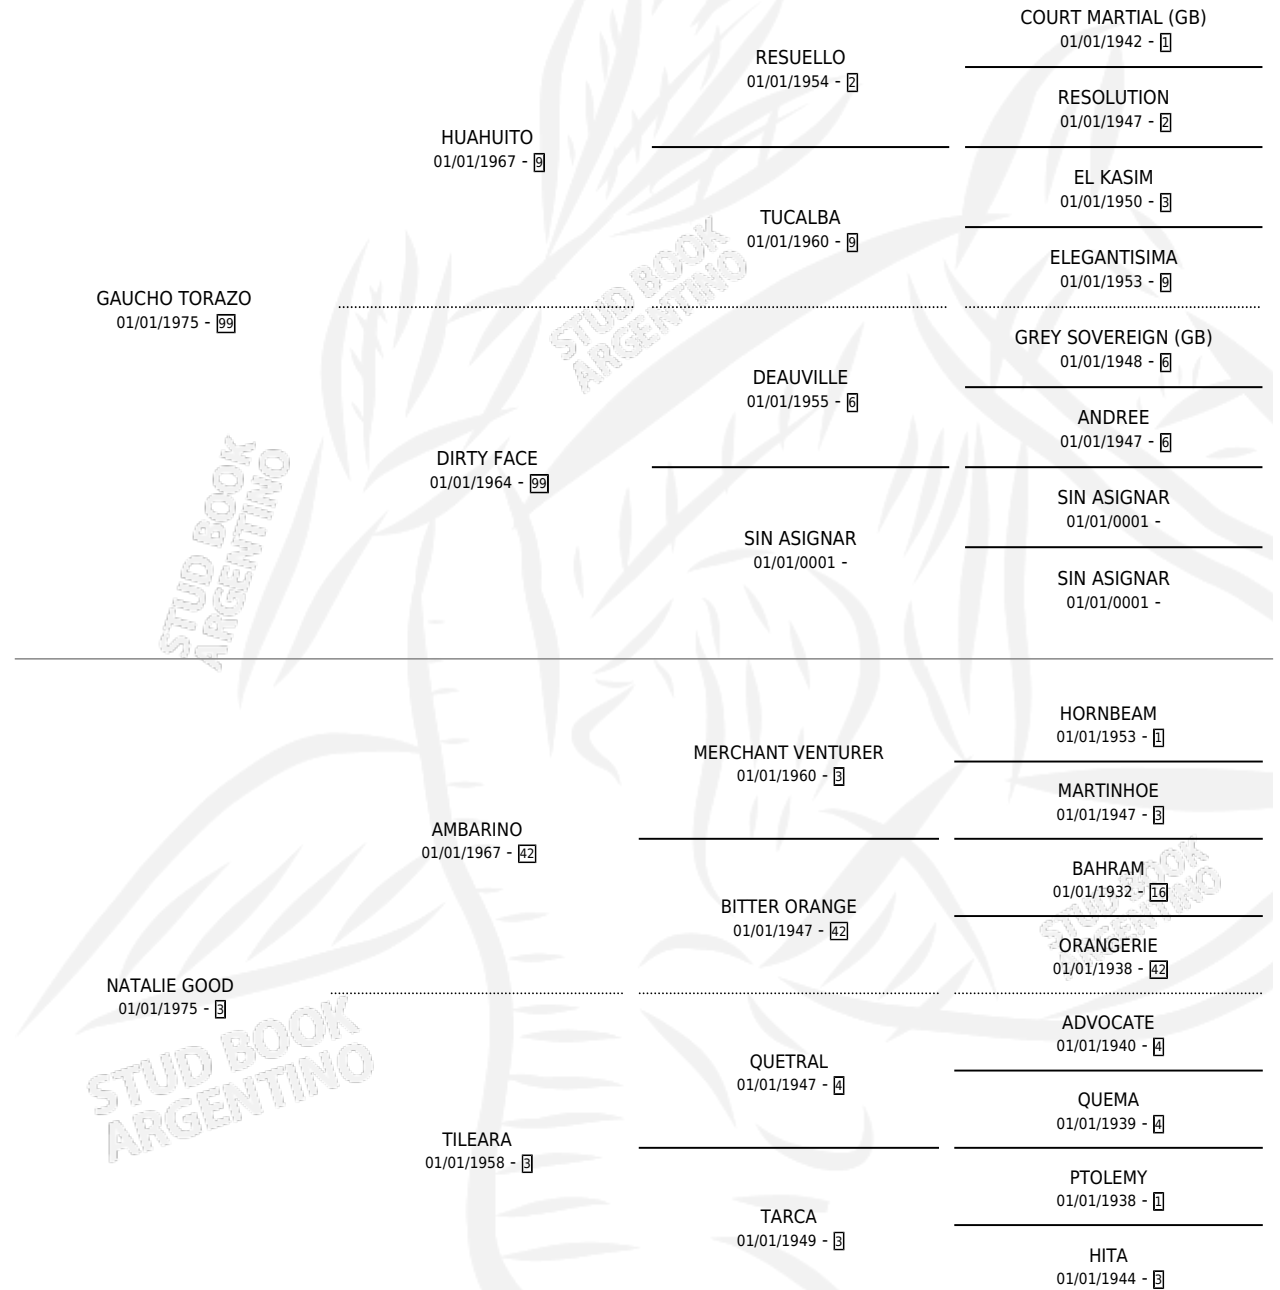 COURT MARTIAL (GB)
01/01/1942 - 1
RESUELLO
01/01/1954 - 2
RESOLUTION
01/01/1947 - 2
HUAHUITO
01/01/1967 - 9
EL KASIM
01/01/1950 - 3
TUCALBA
01/01/1960 - 9
ELEGANTISIMA
01/01/1953 - 9
GAUCHO TORAZO
01/01/1975 - 99
STUD BOOK
ARGENTINO
GREY SOVEREIGN (GB)
01/01/1948 - 6
DEAUVILLE
01/01/1955 - 6
ANDREE
01/01/1947 - 6
DIRTY FACE
01/01/1964 - 99
SIN ASIGNAR
01/01/0001 -
SIN ASIGNAR
01/01/0001 -
SIN ASIGNAR
01/01/0001 -
STUD BOOK
ARGENTINO
HORNBEAM
01/01/1953 - 1
MERCHANT VENTURER
01/01/1960 - 3
MARTINHOE
01/01/1947 - 3
AMBARINO
01/01/1967 - 42
BAHRAM
01/01/1932 - 16
BITTER ORANGE
01/01/1947 - 42
STUD BOOK
ARGENTINO
ORANGERIE
01/01/1938 - 42
NATALIE GOOD
01/01/1975 - 3
STUD BOOK
ARGENTINO
ADVOCATE
01/01/1940 - 4
QUETRAL
01/01/1947 - 4
QUEMA
01/01/1939 - 4
TILEARA
01/01/1958 - 3
PTOLEMY
01/01/1938 - 1
TARCA
01/01/1949 - 3
HITA
01/01/1944 - 3